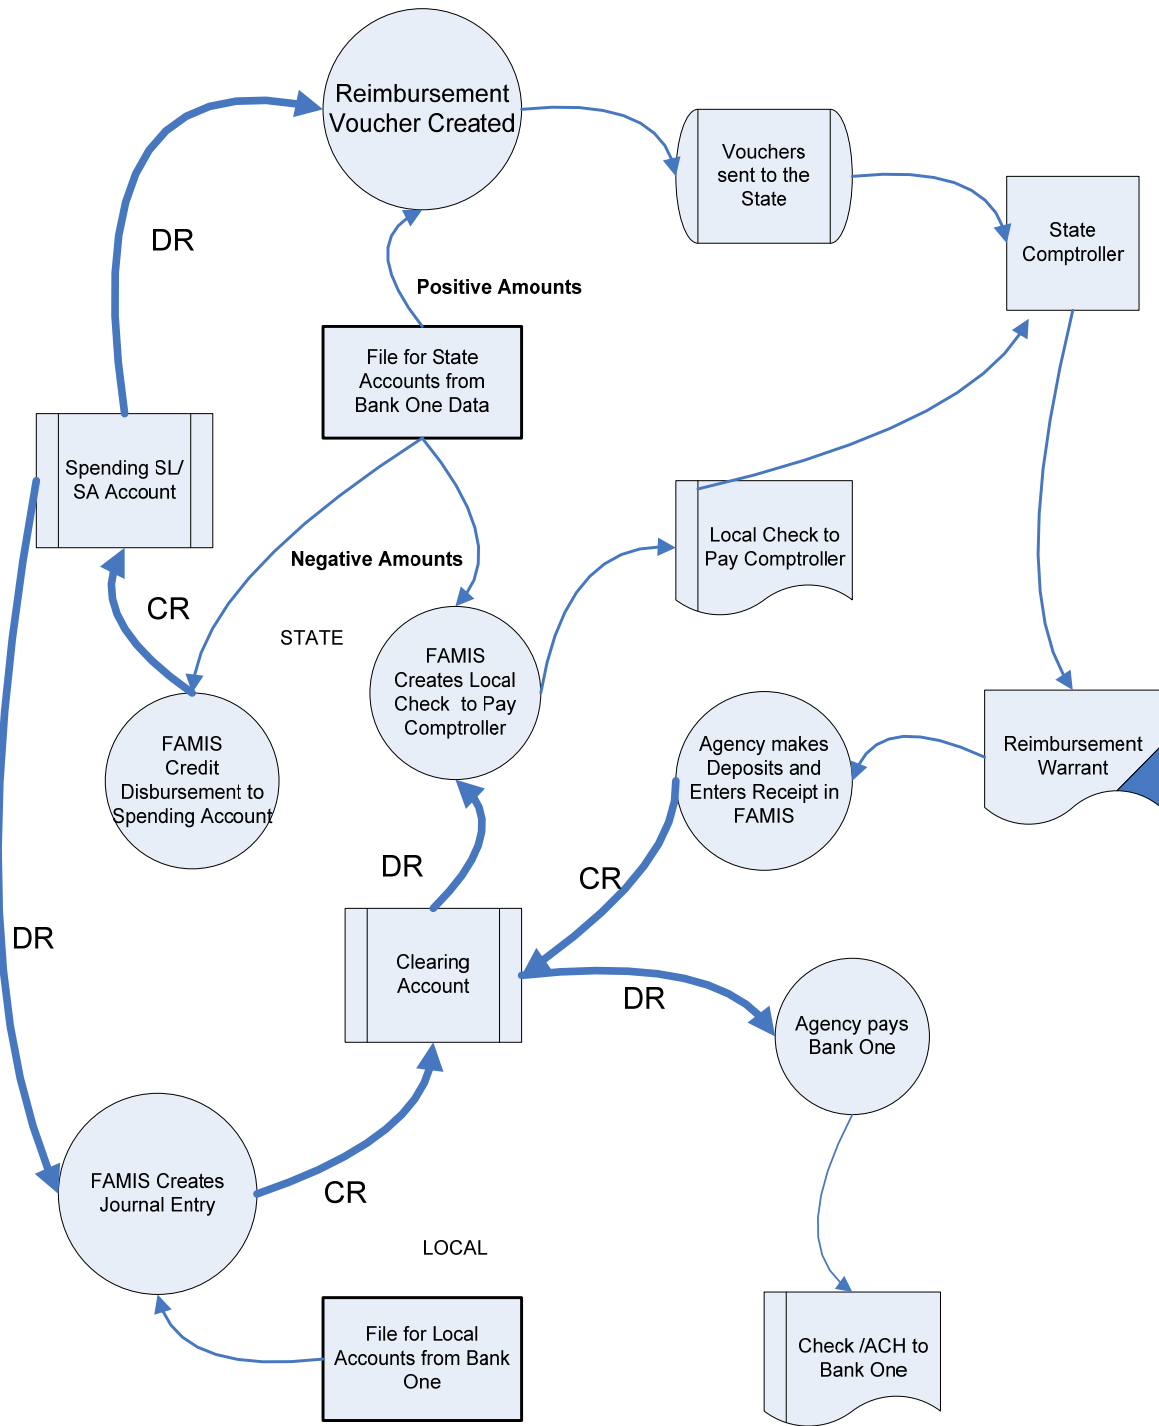 Reimbursement
Voucher Created
Vouchers
sent to the
State
State
Comptroller
DR
Positive Amounts
File for State
Accounts from
Bank One Data
Spending SL/
SA Account
Negative Amounts
Local Check to
Pay Comptroller
CR
STATE
FAMIS
Creates Local
Check to Pay
Comptroller
FAMIS
Credit
Disbursement to
Spending Account
Agency makes
Deposits and
Enters Receipt in
FAMIS
Reimbursement
Warrant
DR
CR
DR
Clearing
Account
DR
Agency pays
Bank One
FAMIS Creates
Journal Entry
CR
LOCAL
File for Local
Accounts from Bank
One
Check /ACH to
Bank One